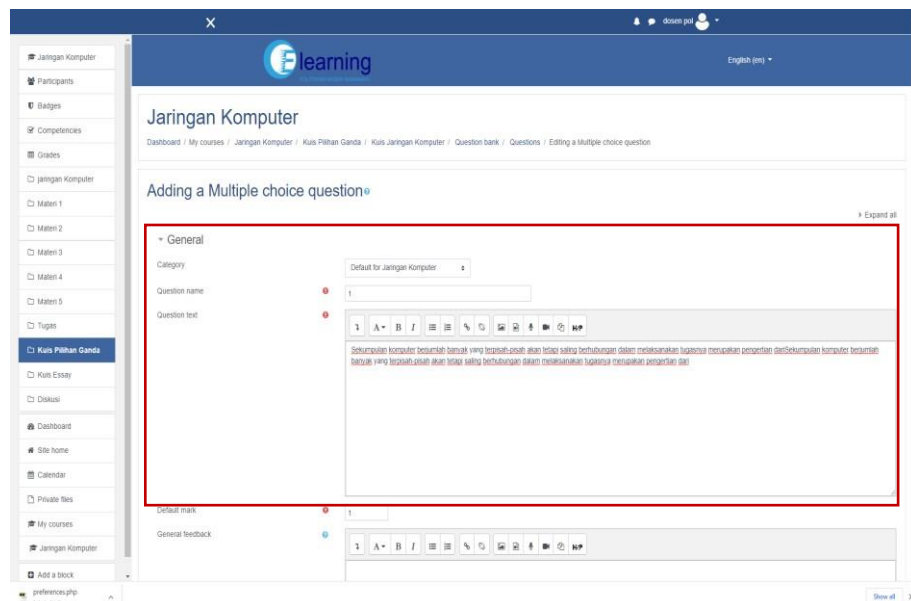 dosen pol
Elearning
English (en)
Jaringan Komputer
Participants
Badges
Competencies
Grades
jaringan Komputer
Materi 1
Materi 2
Materi 3
Materi 4
Materi 5
Tugas
Kuis Pilihan Ganda
Kuis Essay
Diskusi
Dashboard
Site home
Calendar
Private files
My courses
Jaringan Komputer
Add a block
Jaringan Komputer
Dashboard / My courses / Jaringan Komputer / Kuis Pilihan Ganda / Kuis Jaringan Komputer / Question bank / Questions / Editing a Multiple choice question
Adding a Multiple choice question
Expand all
General
Category
Default for Jaringan Komputer
Question name
1
Question text
Sekumpulan komputer berjumlah banyak yang terpisah-pisah akan tetapi saling berhubungan dalam melaksanakan tugasnya merupakan pengertian dariSekumpulan komputer berjumlah
banyak yang terpisah-pisah akan tetapi saling berhubungan dalam melaksanakan tugasnya merupakan pengertian dari
Default mark
1
General feedback
preferences.php
Show all